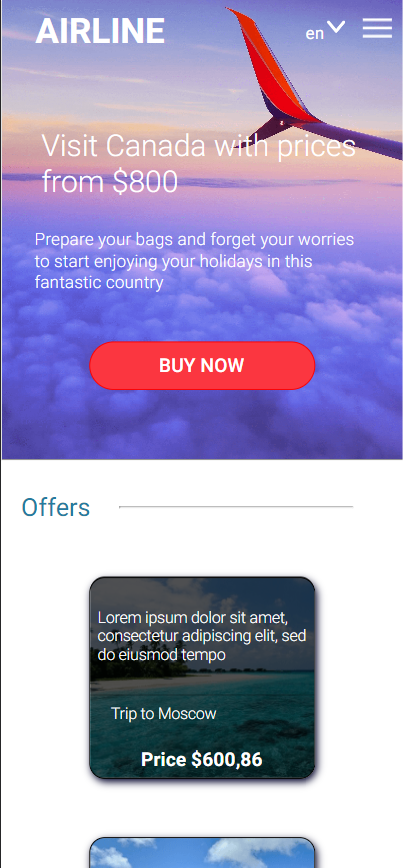 AIRLINE
en
Visit Canada with prices
from $800
Prepare your bags and forget your worries
to start enjoying your holidays in this
fantastic country
BUY NOW
Offers
Lorem ipsum dolor sit amet,
consectetur adipiscing elit, sed
do eiusmod tempo
Trip to Moscow
Price $600,86